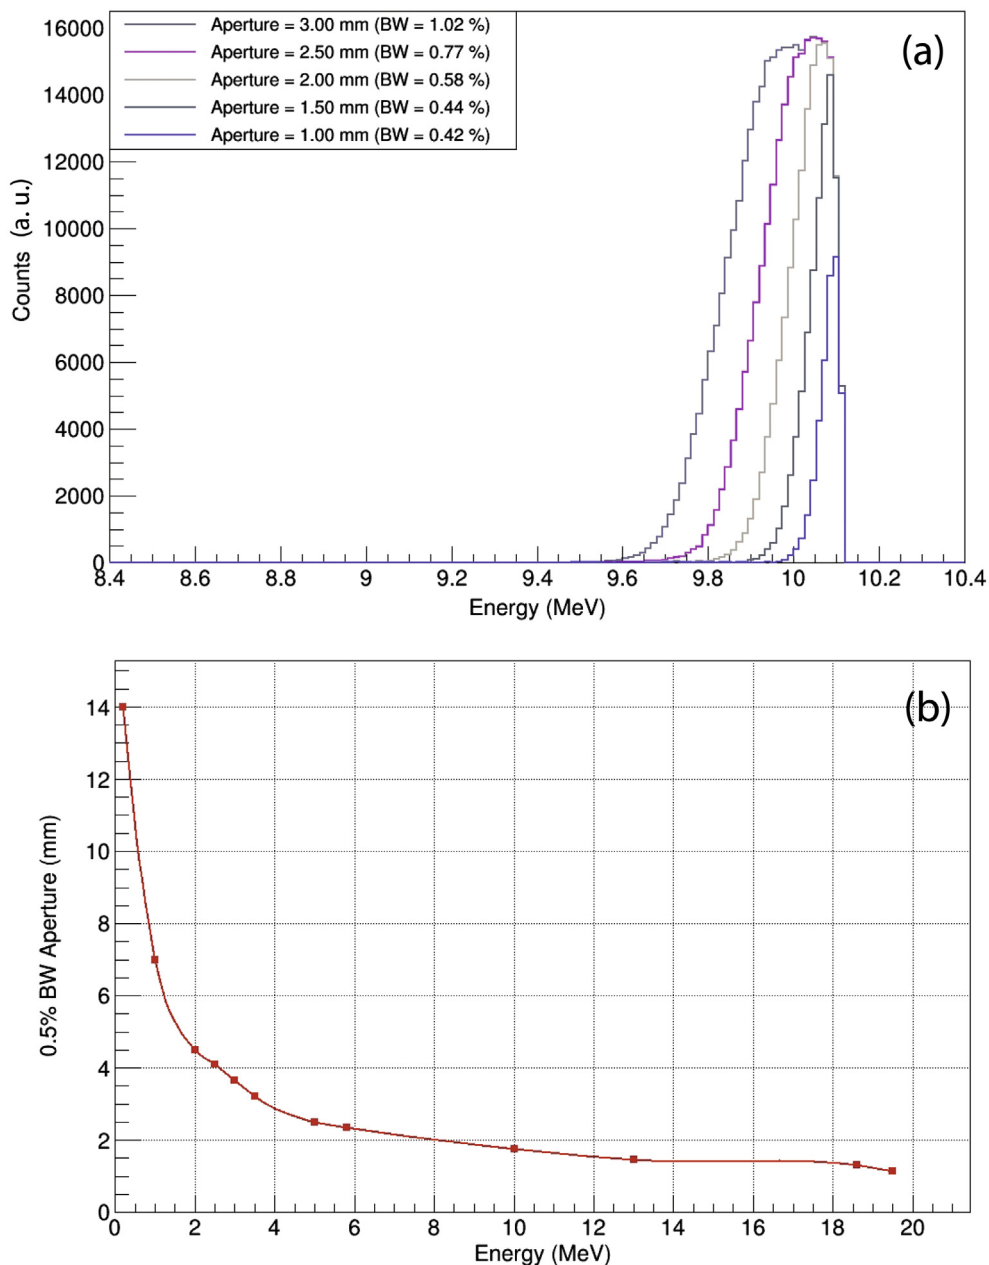 (a)
Aperture = 3.00 mm (BW = 1.02 %)
Aperture = 2.50 mm (BW = 0.77 %)
Aperture = 2.00 mm (BW = 0.58 %)
Aperture = 1.50 mm (BW = 0.44 %)
Aperture = 1.00 mm (BW = 0.42 %)
Counts (a. u.)
16000
14000
12000
10000
8000
6000
4000
2000
0
8.4 8.6 8.8 9 9.2 9.4 9.6 9.8 10 10.2 10.4
Energy (MeV)
(b)
0.5% BW Aperture (mm)
14
12
10
8
6
4
2
0
0 2 4 6 8 10 12 14 16 18 20
Energy (MeV)